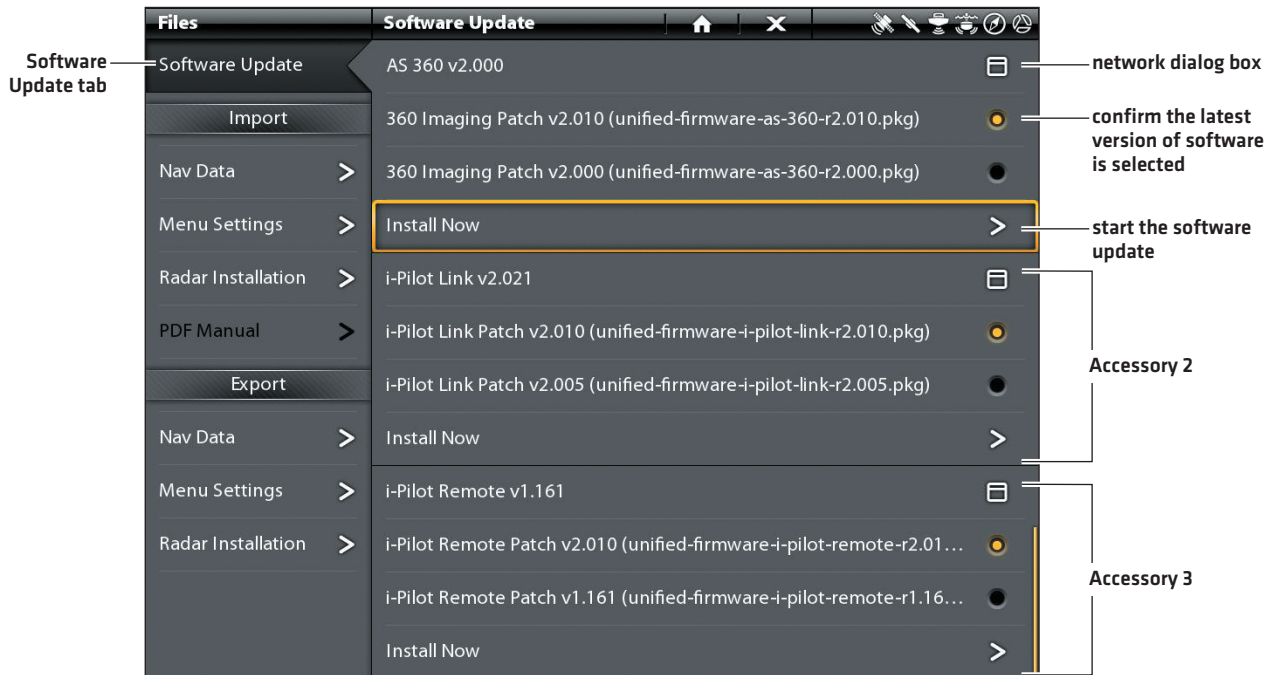 Files
Software Update
Software Update tab
Software Update
Import
Nav Data
Menu Settings
Radar Installation
PDF Manual
Export
Nav Data
Menu Settings
Radar Installation
AS 360 v2.000
360 Imaging Patch v2.010 (unified-firmware-as-360-r2.010.pkg)
360 Imaging Patch v2.000 (unified-firmware-as-360-r2.000.pkg)
Install Now
i-Pilot Link v2.021
i-Pilot Link Patch v2.010 (unified-firmware-i-pilot-link-r2.010.pkg)
i-Pilot Link Patch v2.005 (unified-firmware-i-pilot-link-r2.005.pkg)
Install Now
i-Pilot Remote v1.161
i-Pilot Remote Patch v2.010 (unified-firmware-i-pilot-remote-r2.01...
i-Pilot Remote Patch v1.161 (unified-firmware-i-pilot-remote-r1.16...
Install Now
network dialog box
confirm the latest
version of software
is selected
start the software
update
Accessory 2
Accessory 3